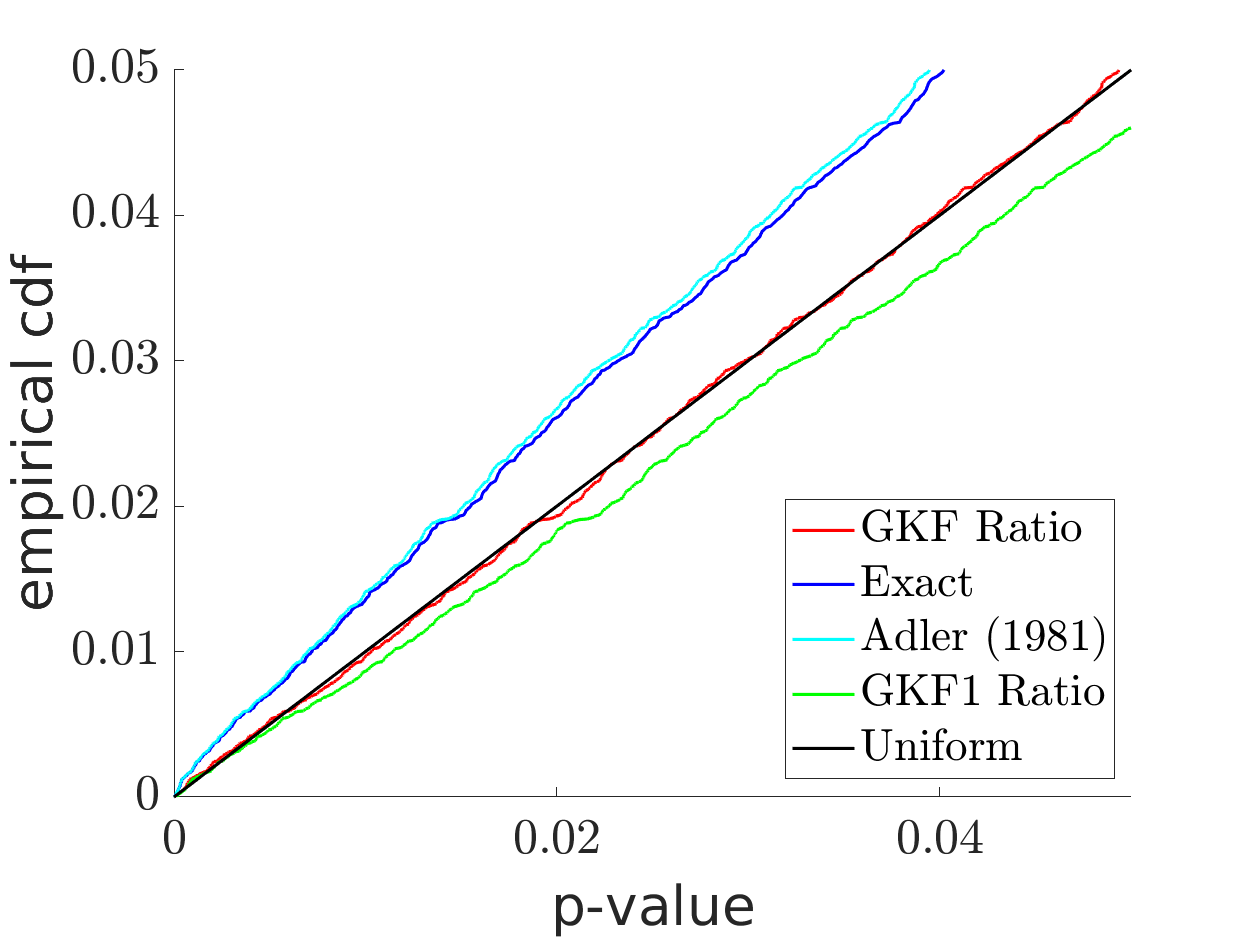 0.05
0.04
0.03
0.02
0.01
0
empirical cdf
GKF Ratio
Exact
Adler (1981)
GKF1 Ratio
Uniform
0
0.02
0.04
p-value